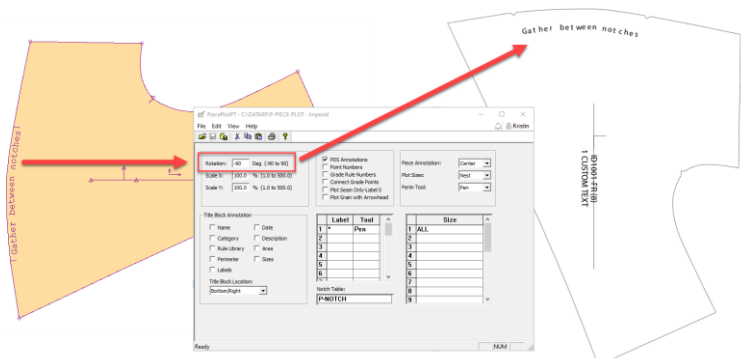 Gather between notches
Gather between notches
ID1001-FR(8)
1 CUSTOM TEXT
PiecePlotPT - C:\DATA90\P-PIECE-PLOT - Imperial
File Edit View Help
Kristin
Rotation: -90 Deg (-90 to 90)
Scale X: 100.0 % (1.0 to 500.0)
Scale Y: 100.0 % (1.0 to 500.0)
PDS Annotations
Point Numbers
Grade Rule Numbers
Connect Grade Points
Plot Seam Only-Label S
Plot Grain with Arrowhead
Piece Annotation: Center
Plot Sizes: Nest
Perim Tool: Pen
Title Block Annotation
Name Date
Category Description
Rule Library Area
Perimeter Sizes
Labels
Title Block Location:
Bottom/Right
Label Tool
1 * Pen
2
3
4
5
Notch Table:
P-NOTCH
Size
1 ALL
2
3
4
5
6
7
8
9
Ready
NUM